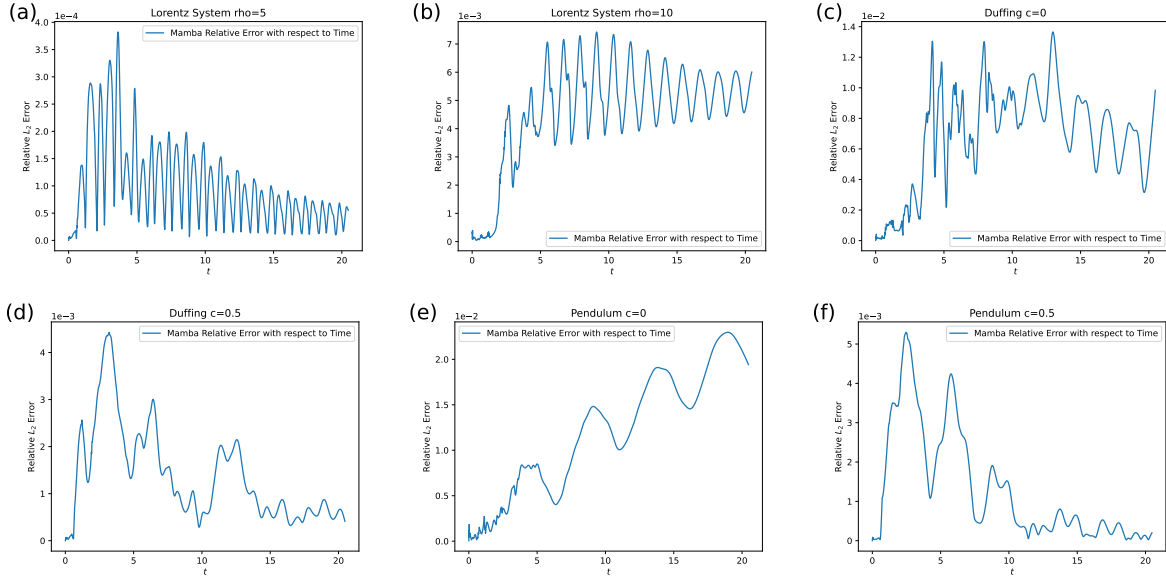 (a)
Lorentz System rho=5
1e−4
Mamba Relative Error with respect to Time
Relative L2 Error
4.0
3.5
3.0
2.5
2.0
1.5
1.0
0.5
0.0
0 5 10 15 20
t
(b)
Lorentz System rho=10
1e−3
Mamba Relative Error with respect to Time
Relative L2 Error
7
6
5
4
3
2
1
0
0 5 10 15 20
t
(c)
Duffing c=0
1e−2
Mamba Relative Error with respect to Time
Relative L2 Error
1.4
1.2
1.0
0.8
0.6
0.4
0.2
0.0
0 5 10 15 20
t
(d)
Duffing c=0.5
1e−3
Mamba Relative Error with respect to Time
Relative L2 Error
4
3
2
1
0
0 5 10 15 20
t
(e)
Pendulum c=0
1e−2
Mamba Relative Error with respect to Time
Relative L2 Error
2.0
1.5
1.0
0.5
0.0
0 5 10 15 20
t
(f)
Pendulum c=0.5
1e−3
Mamba Relative Error with respect to Time
Relative L2 Error
5
4
3
2
1
0
0 5 10 15 20
t